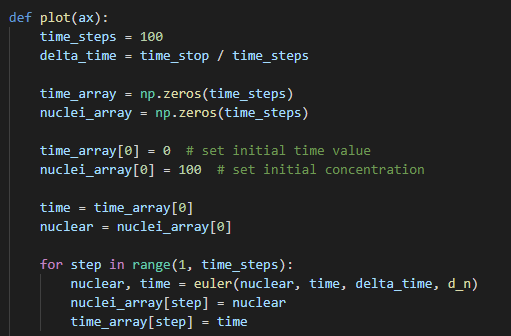 def plot(ax):
    time_steps = 100
    delta_time = time_stop / time_steps

    time_array = np.zeros(time_steps)
    nuclei_array = np.zeros(time_steps)

    time_array[0] = 0  # set initial time value
    nuclei_array[0] = 100  # set initial concentration

    time = time_array[0]
    nuclear = nuclei_array[0]

    for step in range(1, time_steps):
        nuclear, time = euler(nuclear, time, delta_time, d_n)
        nuclei_array[step] = nuclear
        time_array[step] = time